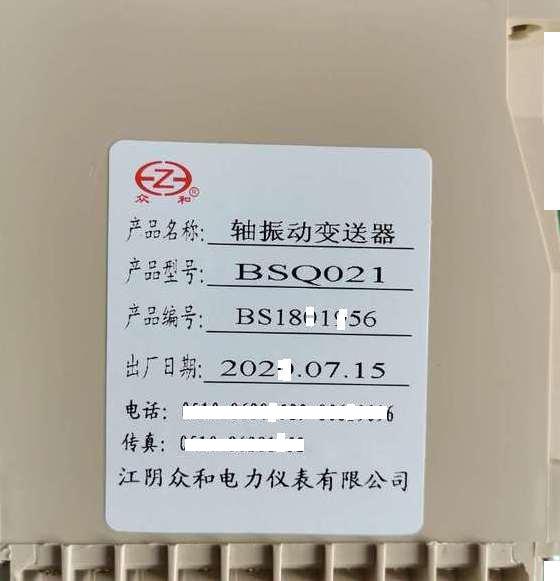 众和®
产品名称: 轴振动变送器
产品型号: BSQ021
产品编号:
出厂日期: .07.15
电话:
传真:
江阴众和电力仪表有限公司